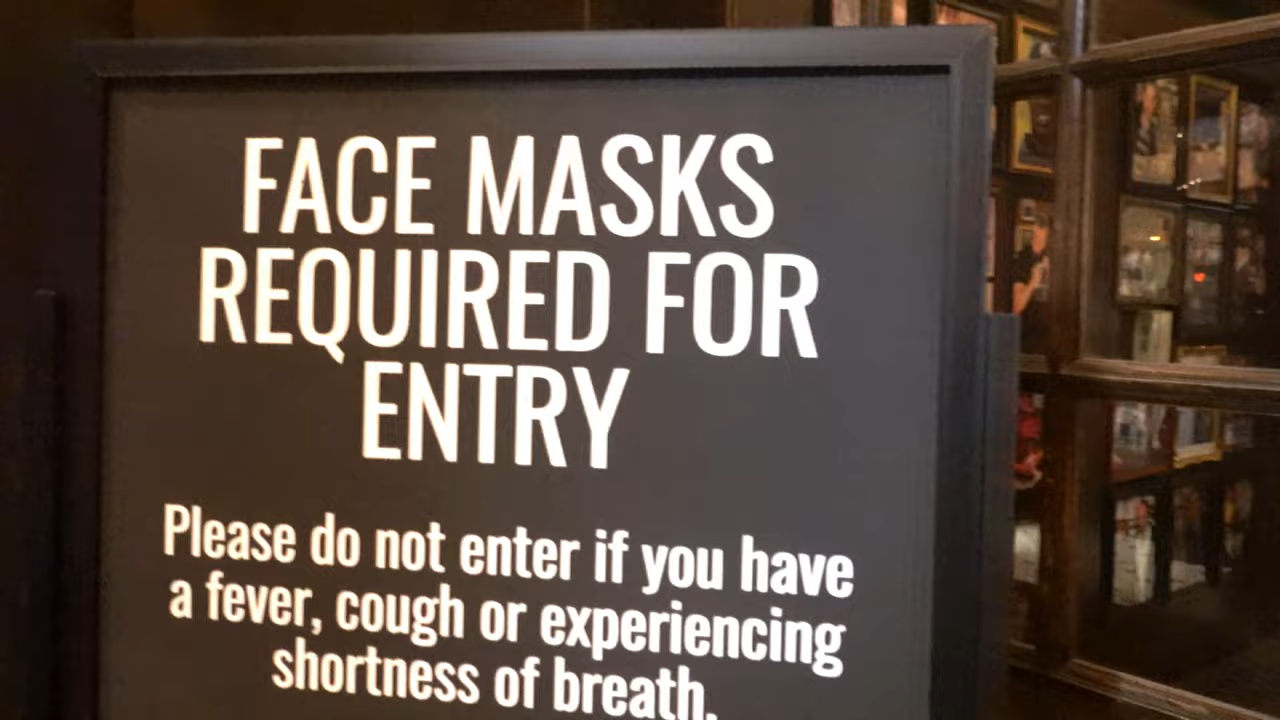 FACE MASKS
REQUIRED FOR
ENTRY
Please do not enter if you have
a fever, cough or experiencing
shortness of breath.